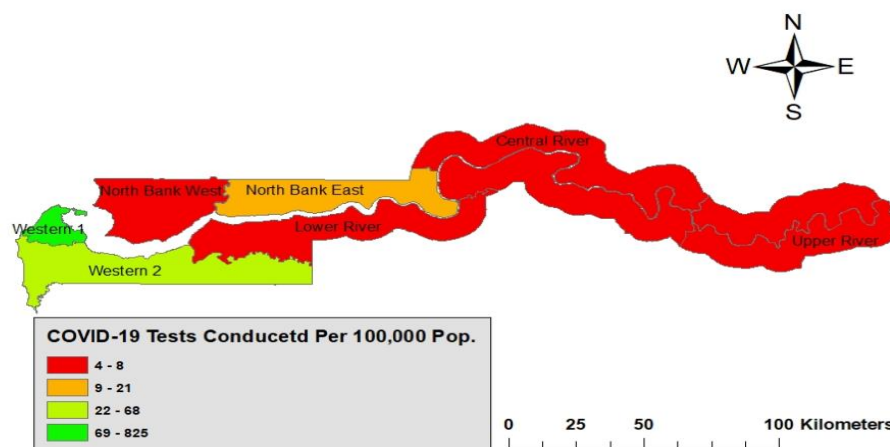 N
W E
S
Central River
North Bank West
North Bank East
Lower River
Western 1
Upper River
Western 2
COVID-19 Tests Conducetd Per 100,000 Pop.
4 - 8
9 - 21
22 - 68
69 - 825
0 25 50 100 Kilometers